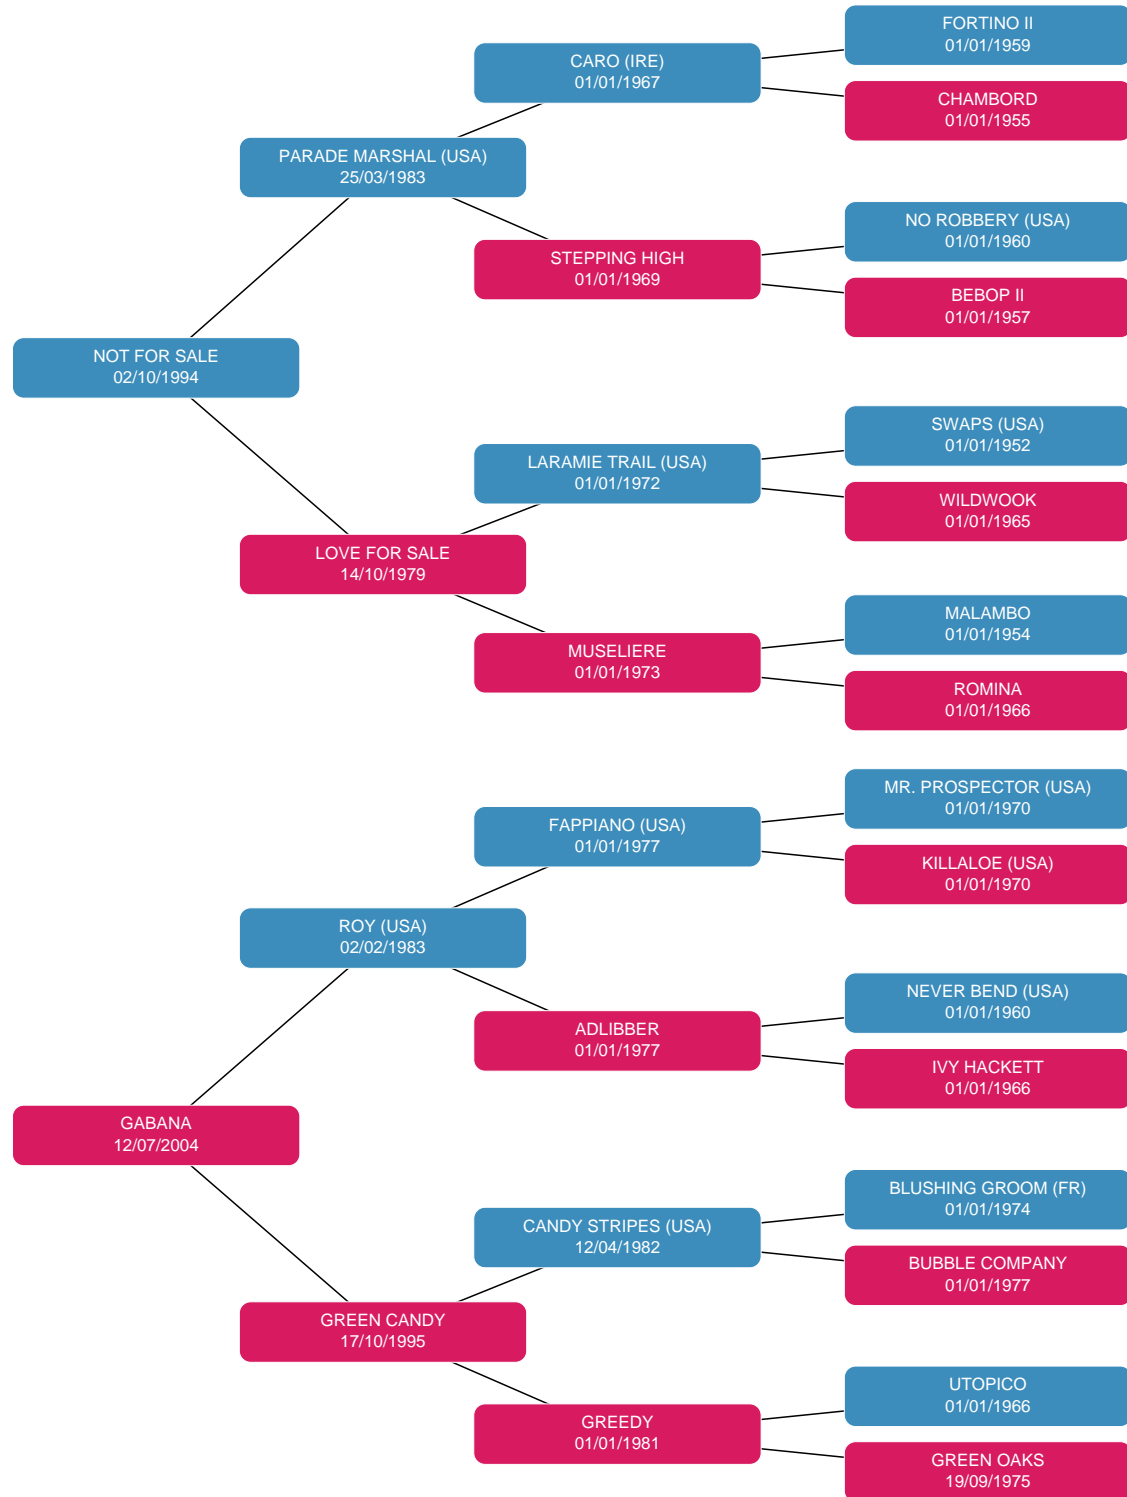 FORTINO II
01/01/1959
CARO (IRE)
01/01/1967
CHAMBORD
01/01/1955
PARADE MARSHAL (USA)
25/03/1983
NO ROBBERY (USA)
01/01/1960
STEPPING HIGH
01/01/1969
BEBOP II
01/01/1957
NOT FOR SALE
02/10/1994
SWAPS (USA)
01/01/1952
LARAMIE TRAIL (USA)
01/01/1972
WILDWOOK
01/01/1965
LOVE FOR SALE
14/10/1979
MALAMBO
01/01/1954
MUSELIERE
01/01/1973
ROMINA
01/01/1966
MR. PROSPECTOR (USA)
01/01/1970
FAPPIANO (USA)
01/01/1977
KILLALOE (USA)
01/01/1970
ROY (USA)
02/02/1983
NEVER BEND (USA)
01/01/1960
ADLIBBER
01/01/1977
IVY HACKETT
01/01/1966
GABANA
12/07/2004
BLUSHING GROOM (FR)
01/01/1974
CANDY STRIPES (USA)
12/04/1982
BUBBLE COMPANY
01/01/1977
GREEN CANDY
17/10/1995
UTOPICO
01/01/1966
GREEDY
01/01/1981
GREEN OAKS
19/09/1975